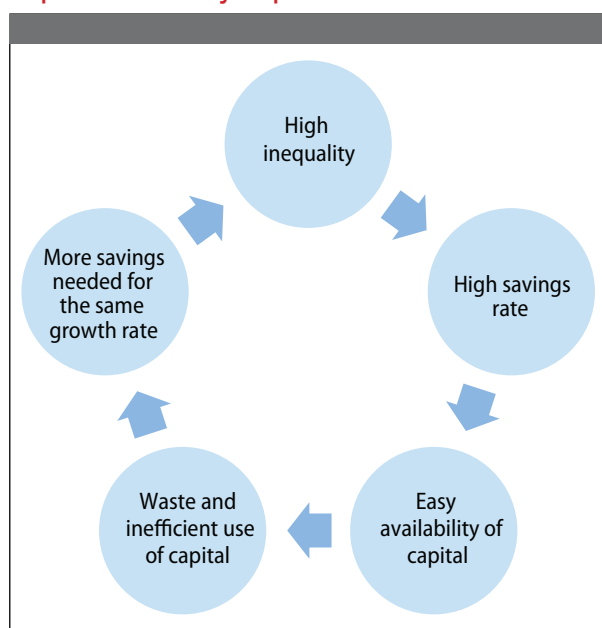 High
inequality
High savings
rate
Easy
availability of
capital
Waste and
inefficient use
of capital
More savings
needed for
the same
growth rate